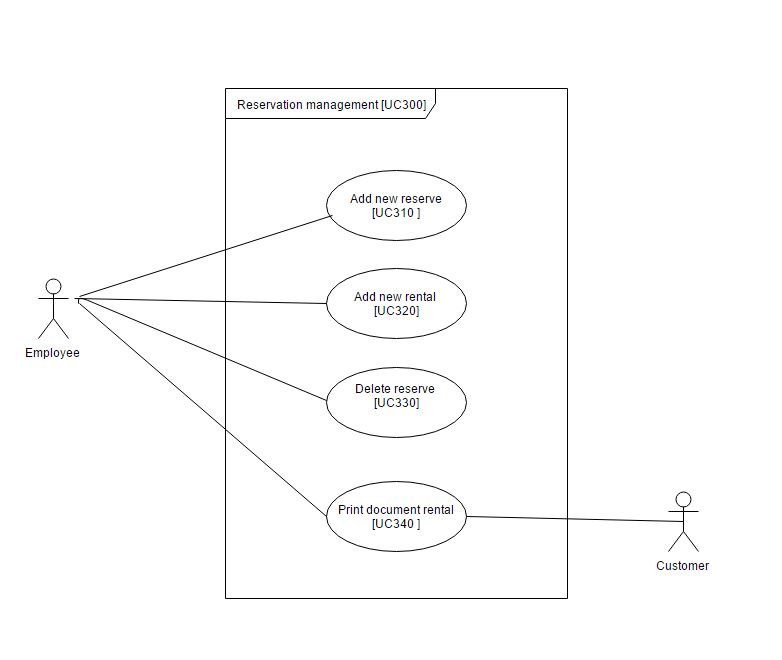 Reservation management [UC300]
Add new reserve
[UC310 ]
Add new rental
[UC320]
Employee
Delete reserve
[UC330]
Print document rental
[UC340 ]
Customer